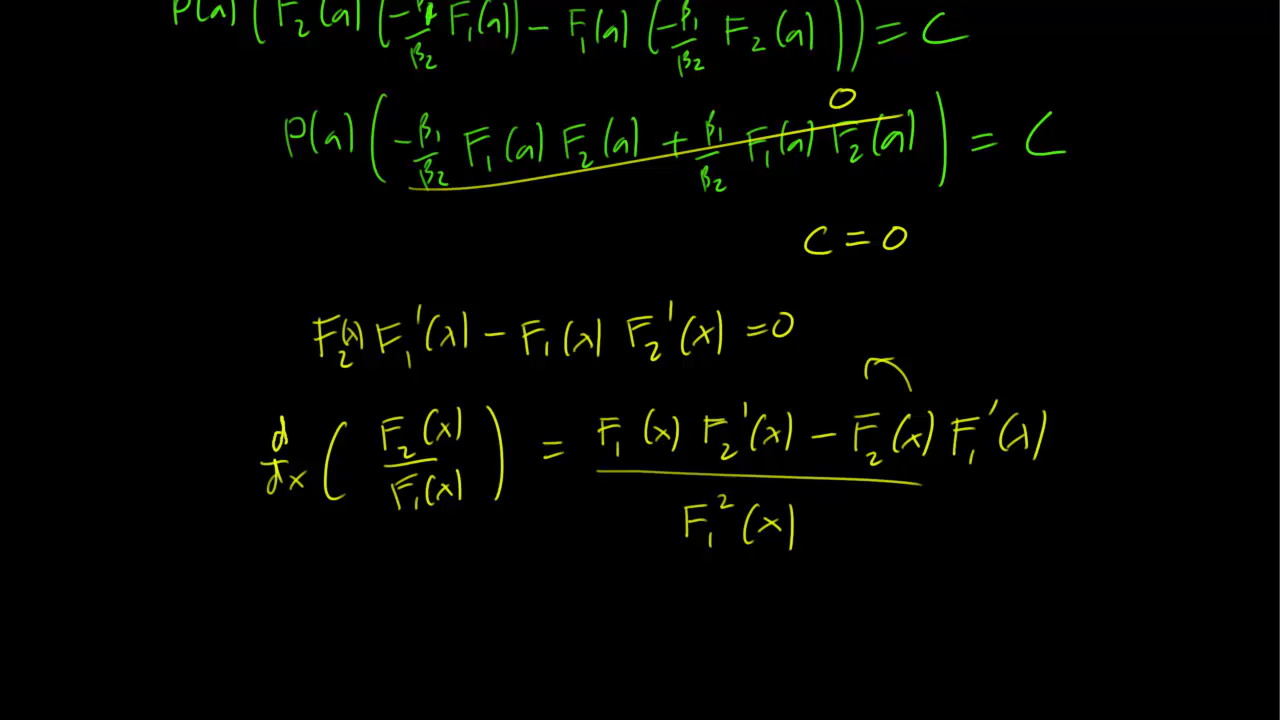 P(a) ( F₂(a) (-β₁/β₂ F₁(a)) - F₁(a) (-β₁/β₂ F₂(a) )) = C
P(a) ( -β₁/β₂ F₁(a) F₂(a) + β₁/β₂ F₁(a) F₂(a) ) = C
0
C = 0
F₂(x) F₁'(x) - F₁(x) F₂'(x) = 0
d/dx ( F₂(x)/F₁(x) ) = F₁(x) F₂'(x) - F₂(x) F₁'(x) / F₁²(x)